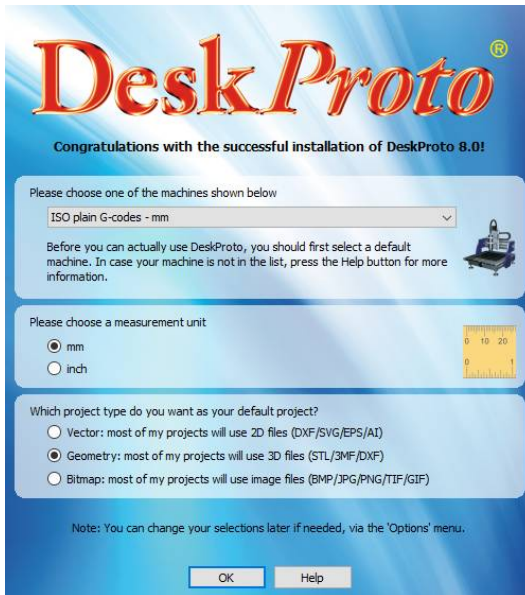 DeskProto®
Congratulations with the successful installation of DeskProto 8.0!
Please choose one of the machines shown below
ISO plain G-codes - mm
Before you can actually use DeskProto, you should first select a default
machine. In case your machine is not in the list, press the Help button for more
information.
Please choose a measurement unit
mm
inch
0 10 20
0 1
Which project type do you want as your default project?
Vector: most of my projects will use 2D files (DXF/SVG/EPS/AI)
Geometry: most of my projects will use 3D files (STL/3MF/DXF)
Bitmap: most of my projects will use image files (BMP/JPG/PNG/TIF/GIF)
Note: You can change your selections later if needed, via the 'Options' menu.
OK Help